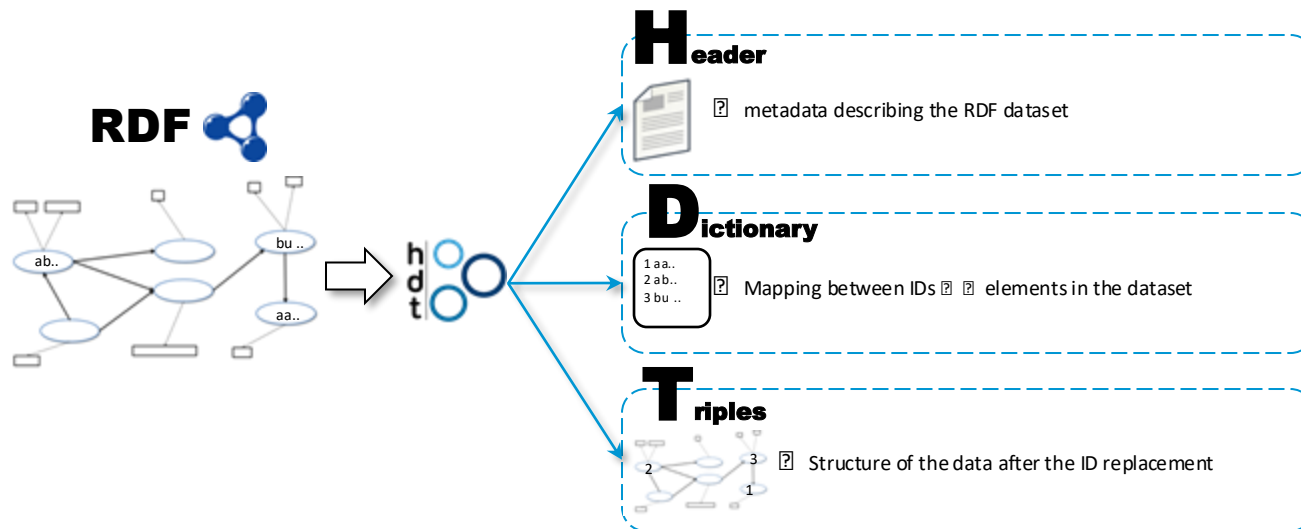 RDF
ab..
bu ..
aa..
h
d
t
Header
metadata describing the RDF dataset
Dictionary
1 aa..
2 ab..
3 bu ..
Mapping between IDs elements in the dataset
Triples
2
3
1
Structure of the data after the ID replacement